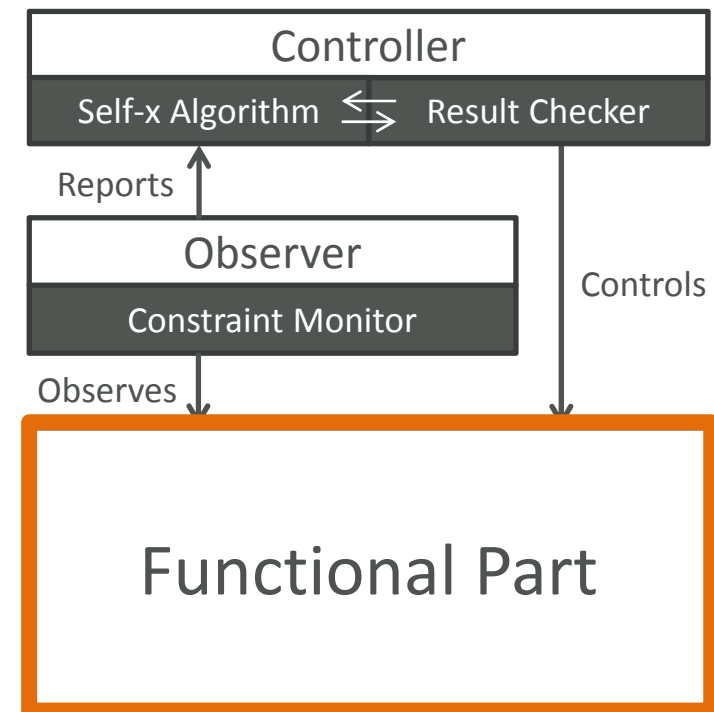 Controller
Self-x Algorithm
Result Checker
Reports
Observer
Constraint Monitor
Controls
Observes
Functional Part